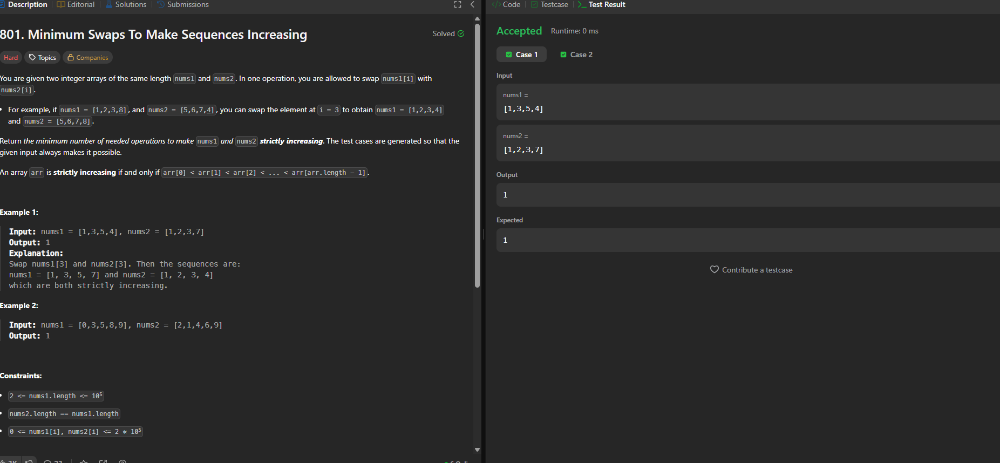 Description | Editorial | Solutions | Submissions
801. Minimum Swaps To Make Sequences Increasing
Solved
Hard Topics Companies
You are given two integer arrays of the same length nums1 and nums2. In one operation, you are allowed to swap nums1[i] with
nums2[i].
• For example, if nums1 = [1,2,3,8], and nums2 = [5,6,7,4], you can swap the element at i = 3 to obtain nums1 = [1,2,3,4]
and nums2 = [5,6,7,8].
Return the minimum number of needed operations to make nums1 and nums2 strictly increasing. The test cases are generated so that the
given input always makes it possible.
An array arr is strictly increasing if and only if arr[0] < arr[1] < arr[2] < ... < arr[arr.length - 1].
Example 1:
Input: nums1 = [1,3,5,4], nums2 = [1,2,3,7]
Output: 1
Explanation:
Swap nums1[3] and nums2[3]. Then the sequences are:
nums1 = [1, 3, 5, 7] and nums2 = [1, 2, 3, 4]
which are both strictly increasing.
Example 2:
Input: nums1 = [0,3,5,8,9], nums2 = [2,1,4,6,9]
Output: 1
Constraints:
• 2 <= nums1.length <= 10⁵
• nums2.length == nums1.length
• 0 <= nums1[i], nums2[i] <= 2 * 10⁵
</> Code | Testcase | >_ Test Result
Accepted Runtime: 0 ms
Case 1 Case 2
Input
nums1 =
[1,3,5,4]
nums2 =
[1,2,3,7]
Output
1
Expected
1
Contribute a testcase